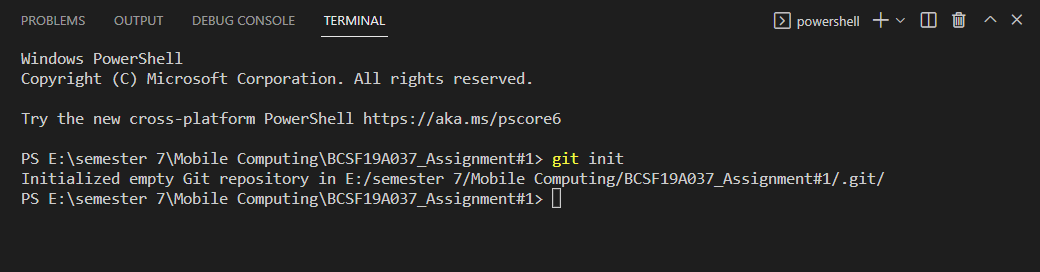 PROBLEMS OUTPUT DEBUG CONSOLE TERMINAL powershell
Windows PowerShell
Copyright (C) Microsoft Corporation. All rights reserved.
Try the new cross-platform PowerShell https://aka.ms/pscore6
PS E:\semester 7\Mobile Computing\BCSF19A037_Assignment#1> git init
Initialized empty Git repository in E:/semester 7/Mobile Computing/BCSF19A037_Assignment#1/.git/
PS E:\semester 7\Mobile Computing\BCSF19A037_Assignment#1>